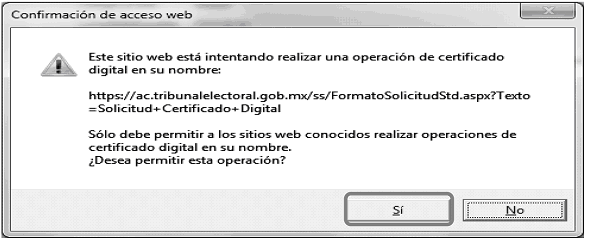 Confirmación de acceso web
Este sitio web está intentando realizar una operación de certificado
digital en su nombre:
https://ac.tribunalelectoral.gob.mx/ss/FormatoSolicitudStd.aspx?Texto
=Solicitud+Certificado+Digital
Sólo debe permitir a los sitios web conocidos realizar operaciones de
certificado digital en su nombre.
¿Desea permitir esta operación?
Sí
No